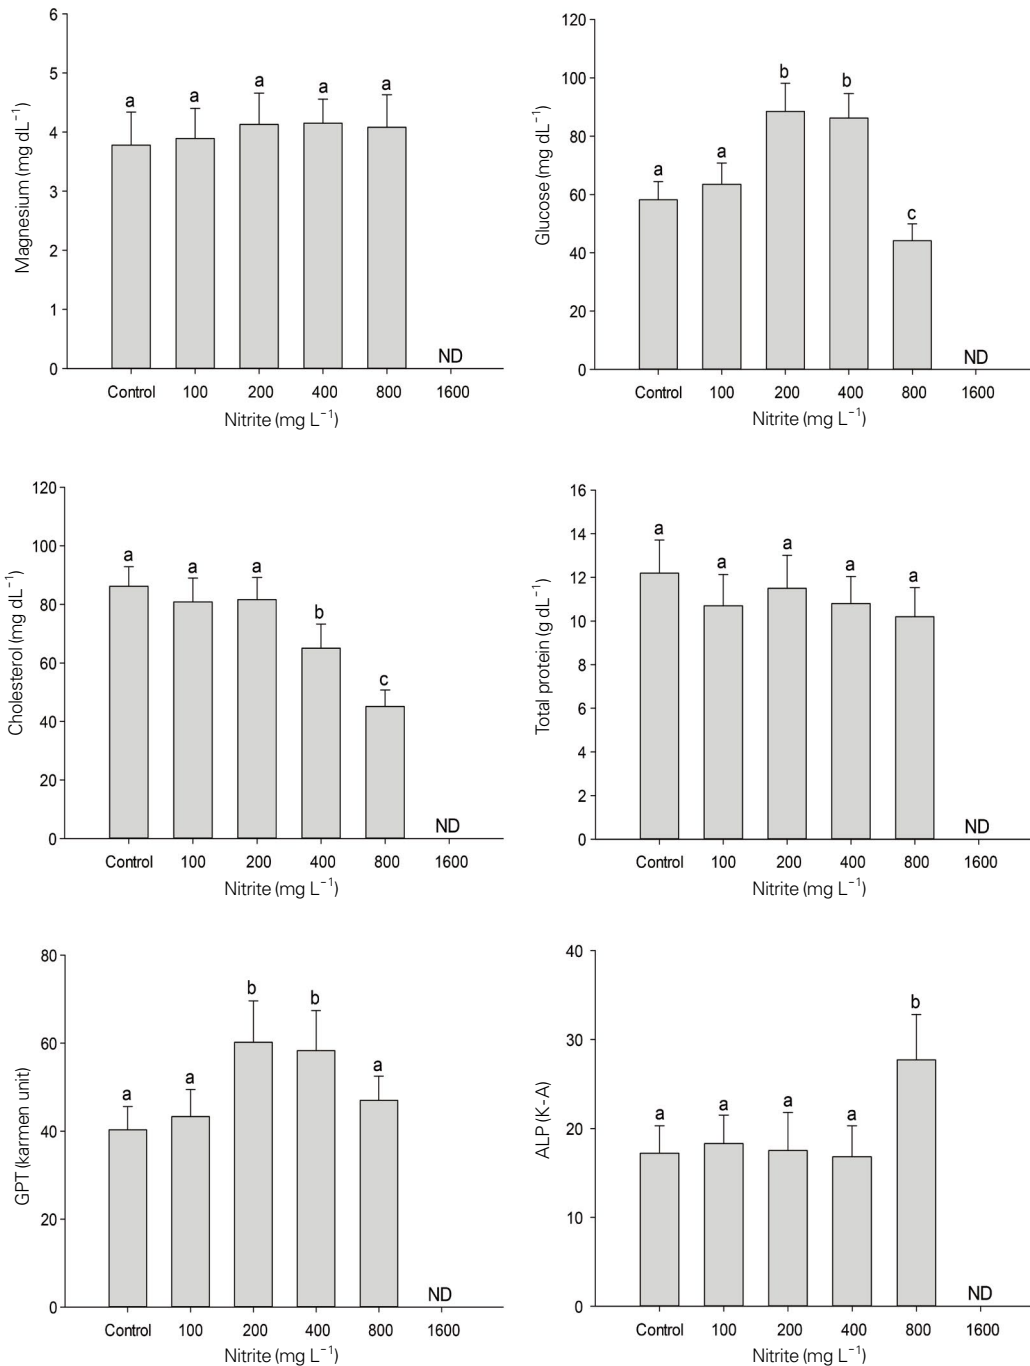 Magnesium (mg dL⁻¹)
6
5
4
3
2
1
0
a
a
a
a
a
ND
Control 100 200 400 800 1600
Nitrite (mg L⁻¹)
Glucose (mg dL⁻¹)
120
100
80
60
40
20
0
a
a
b
b
c
ND
Control 100 200 400 800 1600
Nitrite (mg L⁻¹)
Cholesterol (mg dL⁻¹)
120
100
80
60
40
20
0
a
a
a
b
c
ND
Control 100 200 400 800 1600
Nitrite (mg L⁻¹)
Total protein (g dL⁻¹)
16
14
12
10
8
6
4
2
0
a
a
a
a
a
ND
Control 100 200 400 800 1600
Nitrite (mg L⁻¹)
GPT (karmen unit)
80
60
40
20
0
a
a
b
b
a
ND
Control 100 200 400 800 1600
Nitrite (mg L⁻¹)
ALP (K-A)
40
30
20
10
0
a
a
a
a
b
ND
Control 100 200 400 800 1600
Nitrite (mg L⁻¹)